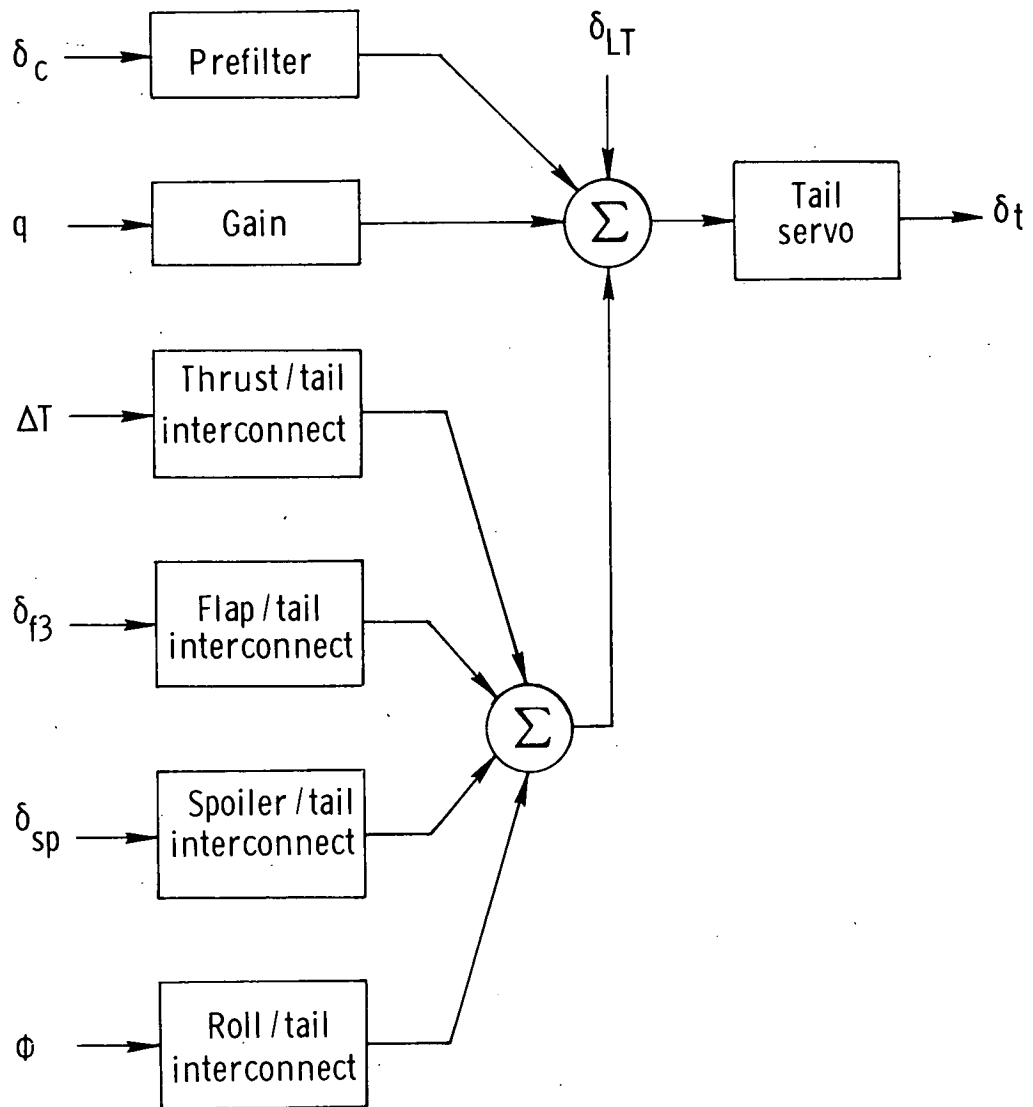 δc
Prefilter
δLT
q
Gain
Σ
Tail
servo
δt
ΔT
Thrust/tail
interconnect
δf3
Flap/tail
interconnect
Σ
δsp
Spoiler/tail
interconnect
Φ
Roll/tail
interconnect